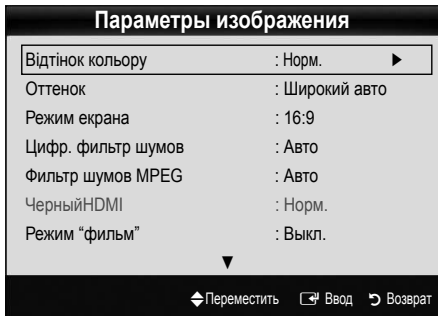 Параметры изображения
Відтінок кольору : Норм. ▶
Оттенок : Широкий авто
Режим екрана : 16:9
Цифр. фильтр шумов : Авто
Фильтр шумов MPEG : Авто
ЧерныйHDMI : Норм.
Режим “фильм” : Выкл.
▼
Переместить Ввод Возврат